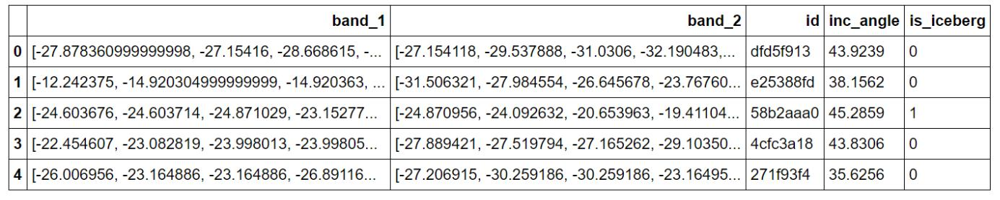 band_1 band_2 id inc_angle is_iceberg
0 [-27.878360999999998, -27.15416, -28.668615, -... [-27.154118, -29.537888, -31.0306, -32.190483,... dfd5f913 43.9239 0
1 [-12.242375, -14.920304999999999, -14.920363, ... [-31.506321, -27.984554, -26.645678, -23.76760... e25388fd 38.1562 0
2 [-24.603676, -24.603714, -24.871029, -23.15277... [-24.870956, -24.092632, -20.653963, -19.41104... 58b2aaa0 45.2859 1
3 [-22.454607, -23.082819, -23.998013, -23.99805... [-27.889421, -27.519794, -27.165262, -29.10350... 4cfc3a18 43.8306 0
4 [-26.006956, -23.164886, -23.164886, -26.89116... [-27.206915, -30.259186, -30.259186, -23.16495... 271f93f4 35.6256 0